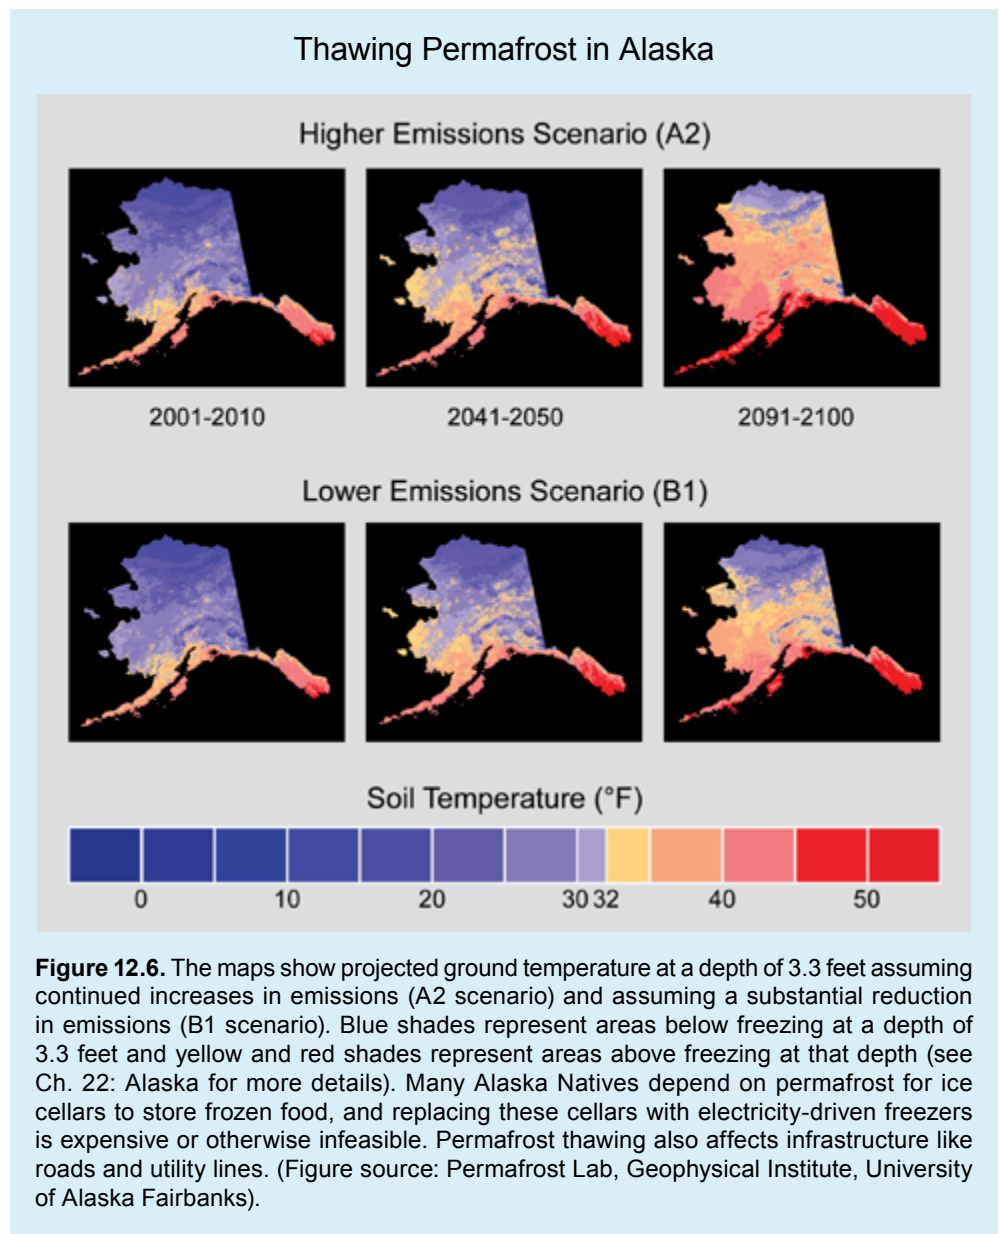 Thawing Permafrost in Alaska
Higher Emissions Scenario (A2)
2001-2010 2041-2050 2091-2100
Lower Emissions Scenario (B1)
Soil Temperature (°F)
0 10 20 30 32 40 50
Figure 12.6. The maps show projected ground temperature at a depth of 3.3 feet assuming
continued increases in emissions (A2 scenario) and assuming a substantial reduction
in emissions (B1 scenario). Blue shades represent areas below freezing at a depth of
3.3 feet and yellow and red shades represent areas above freezing at that depth (see
Ch. 22: Alaska for more details). Many Alaska Natives depend on permafrost for ice
cellars to store frozen food, and replacing these cellars with electricity-driven freezers
is expensive or otherwise infeasible. Permafrost thawing also affects infrastructure like
roads and utility lines. (Figure source: Permafrost Lab, Geophysical Institute, University
of Alaska Fairbanks).